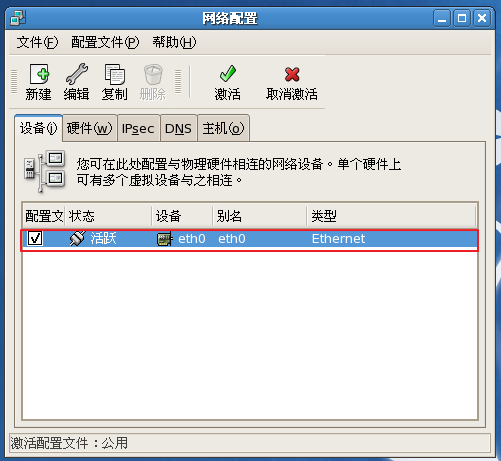 网络配置
文件(F) 配置文件(P) 帮助(H)
新建 编辑 复制 删除 激活 取消激活
设备(i) 硬件(w) IPsec DNS 主机(o)
您可在此处配置与物理硬件相连的网络设备。单个硬件上
可有多个虚拟设备与之相连。
配置文 状态 设备 别名 类型
活跃 eth0 eth0 Ethernet
激活配置文件：公用